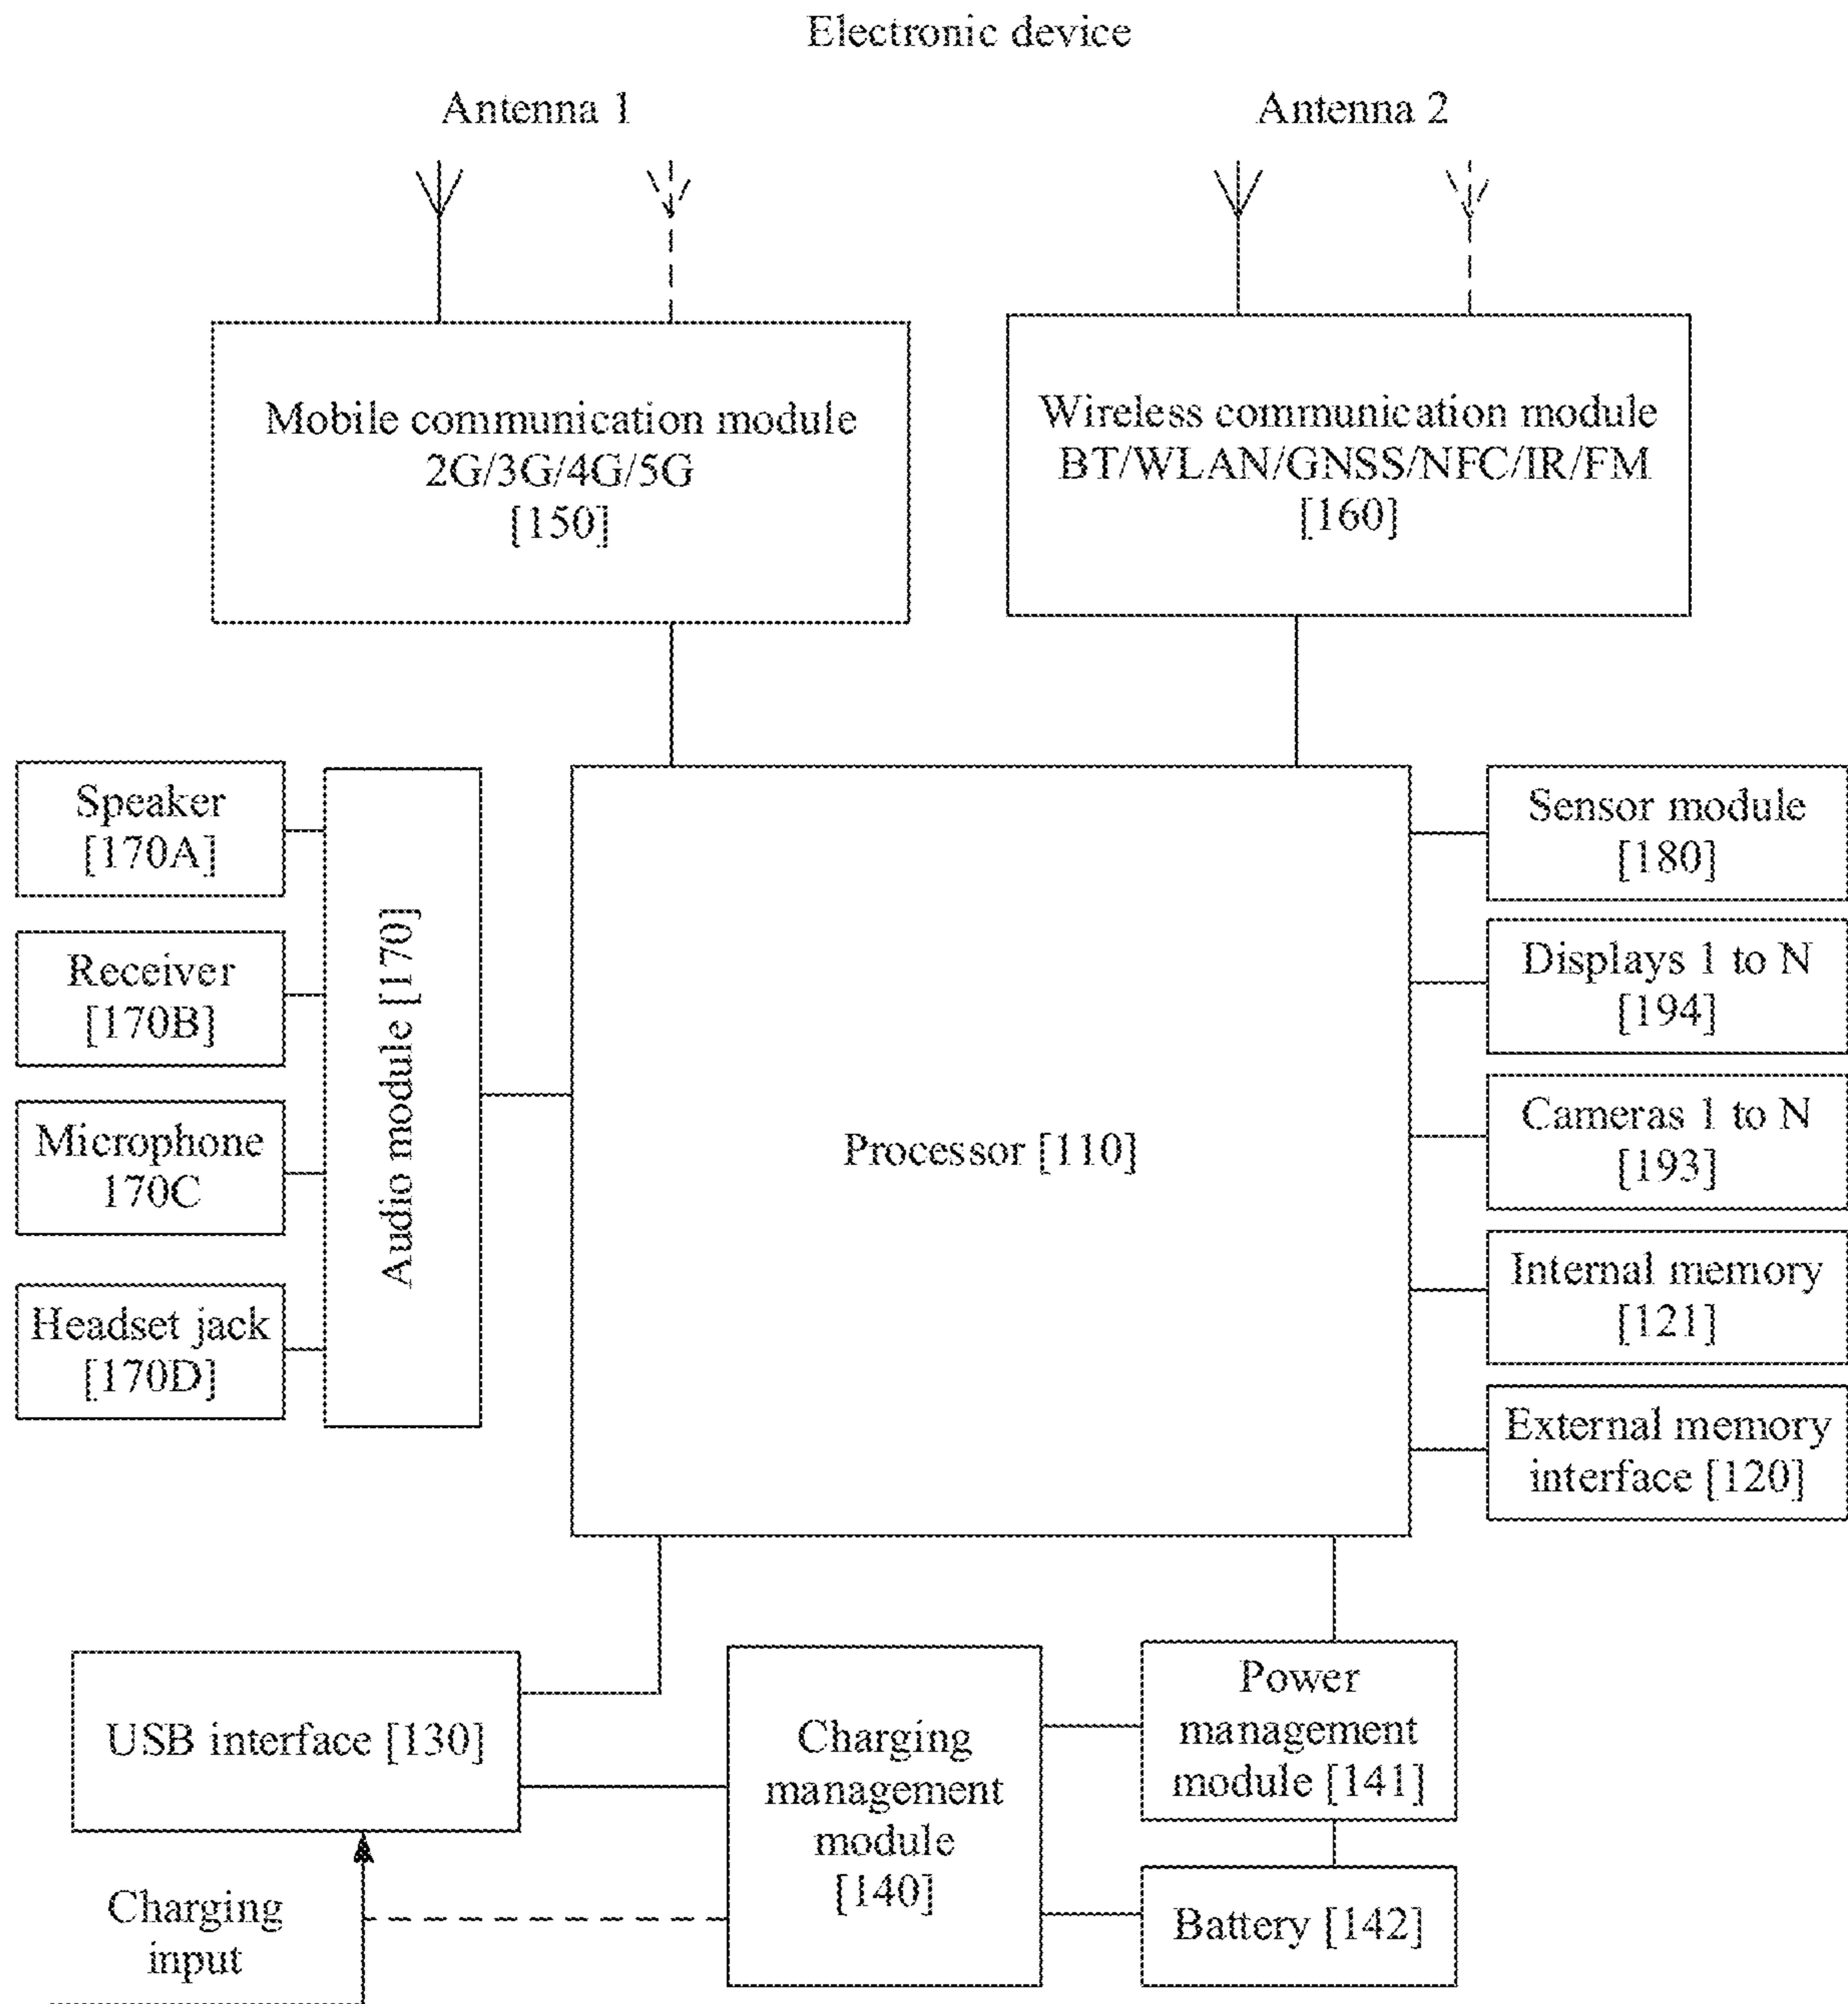 Electronic device
Antenna 1
Antenna 2
Mobile communication module
2G/3G/4G/5G
[150]
Wireless communication module
BT/WLAN/GNSS/NFC/IR/FM
[160]
Speaker
[170A]
Receiver
[170B]
Microphone
170C
Headset jack
[170D]
Audio module [170]
Processor [110]
Sensor module
[180]
Displays 1 to N
[194]
Cameras 1 to N
[193]
Internal memory
[121]
External memory
interface [120]
USB interface [130]
Charging
input
Charging
management
module
[140]
Power
management
module [141]
Battery [142]